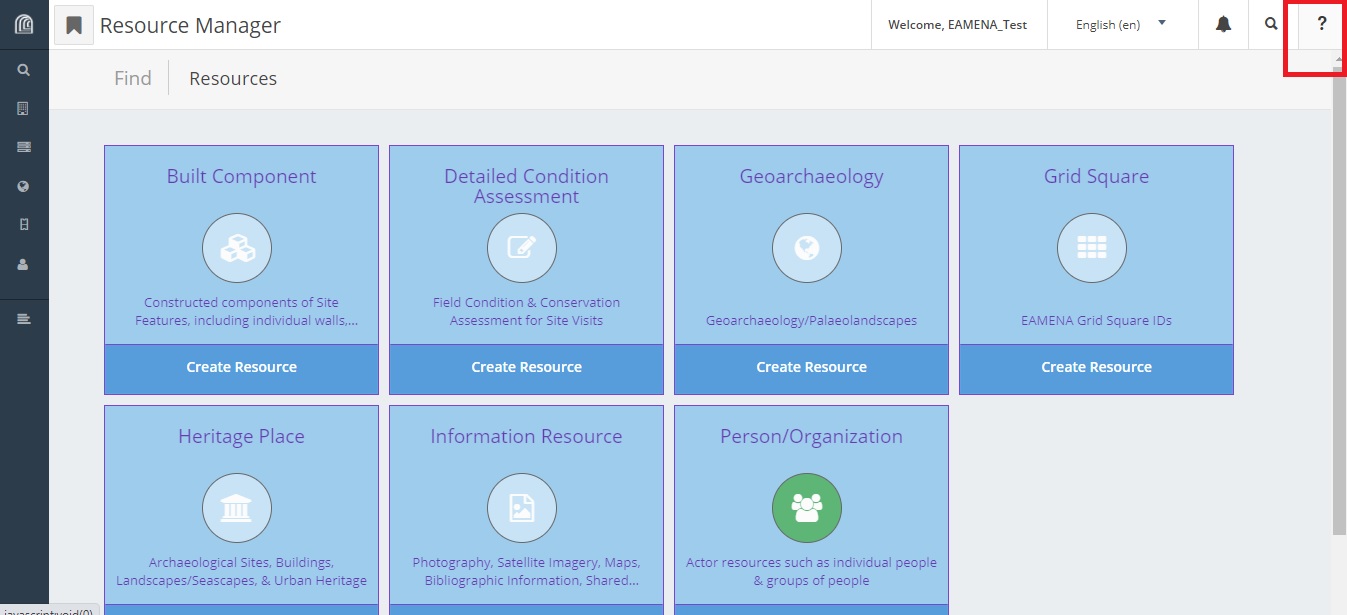 Resource Manager
Welcome, EAMENA_Test
English (en)
?
Find
Resources
Built Component
Constructed components of Site
Features, including individual walls,...
Create Resource
Detailed Condition
Assessment
Field Condition & Conservation
Assessment for Site Visits
Create Resource
Geoarchaeology
Geoarchaeology/Palaeolandscapes
Create Resource
Grid Square
EAMENA Grid Square IDs
Create Resource
Heritage Place
Archaeological Sites, Buildings,
Landscapes/Seascapes, & Urban Heritage
Information Resource
Photography, Satellite Imagery, Maps,
Bibliographic Information, Shared...
Person/Organization
Actor resources such as individual people
& groups of people
javascript:void(0)